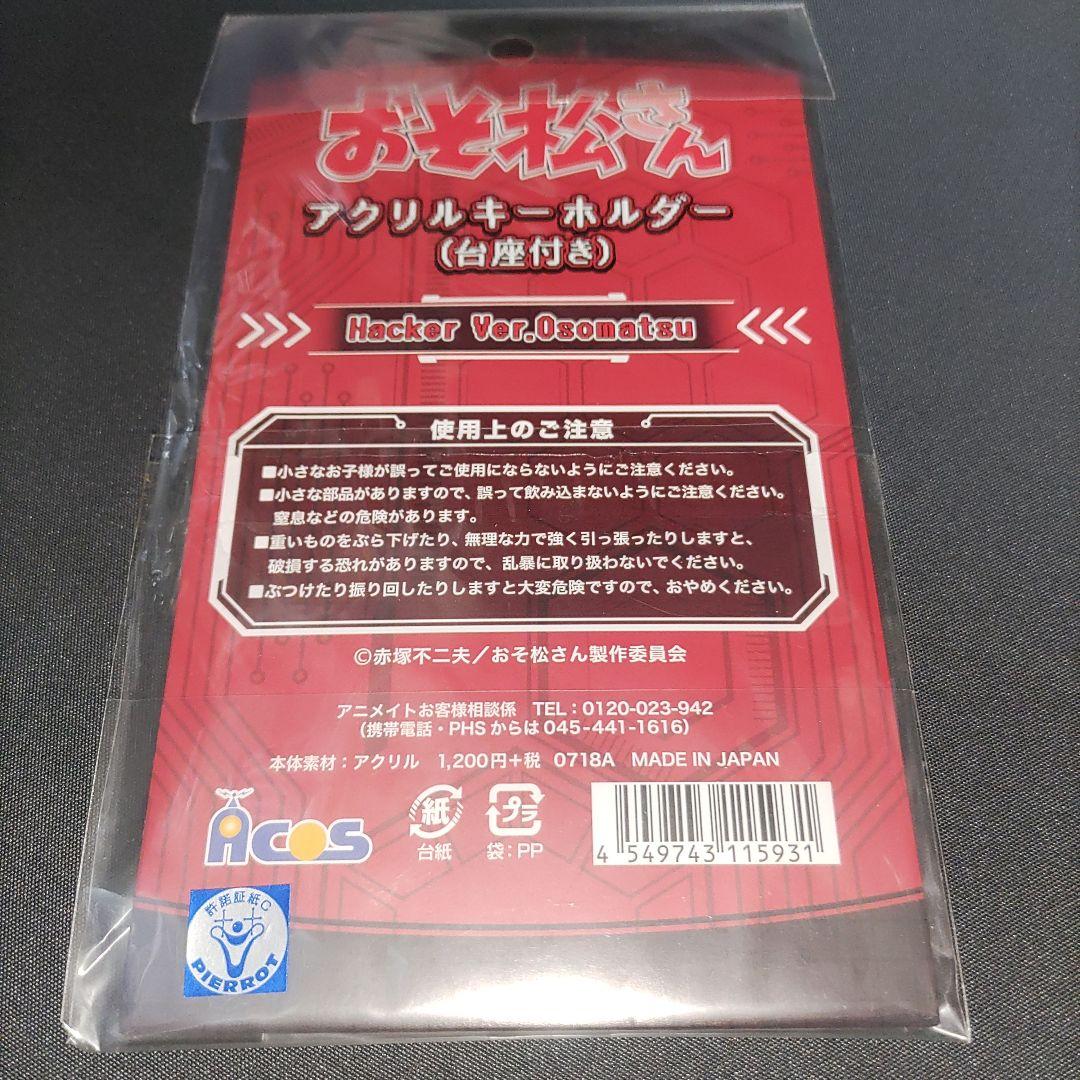 おそ松さん
アクリルキーホルダー
(台座付き)
Hacker Ver.Osomatsu
使用上のご注意
■小さなお子様が誤ってご使用にならないようにご注意ください。
■小さな部品がありますので、誤って飲み込まないようにご注意ください。
窒息などの危険があります。
■重いものをぶら下げたり、無理な力で強く引っ張ったりしますと、
破損する恐れがありますので、乱暴に取り扱わないでください。
■ぶつけたり振り回したりしますと大変危険ですので、おやめください。
©赤塚不二夫／おそ松さん製作委員会
アニメイトお客様相談係 TEL：0120-023-942
(携帯電話・PHSからは045-441-1616)
本体素材：アクリル 1,200円+税 0718A MADE IN JAPAN
ACOS
紙
台紙
プラ
袋：PP
4 549743 115931
許諾証紙C
PIERROT